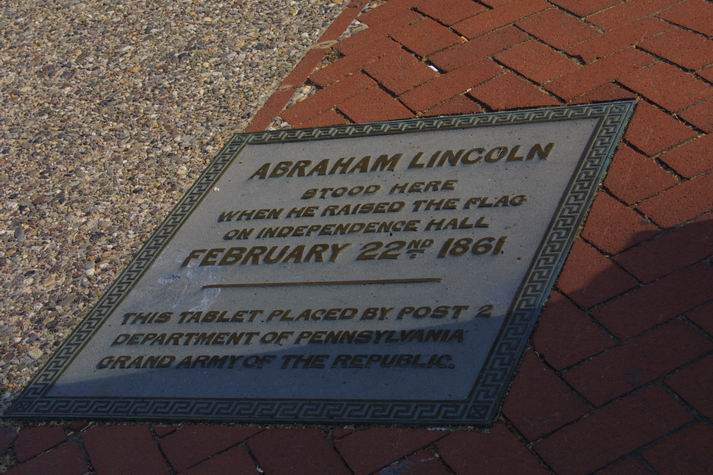 ABRAHAM LINCOLN
STOOD HERE
WHEN HE RAISED THE FLAG
ON INDEPENDENCE HALL
FEBRUARY 22ND 1861.
THIS TABLET PLACED BY POST 2
DEPARTMENT OF PENNSYLVANIA
GRAND ARMY OF THE REPUBLIC.